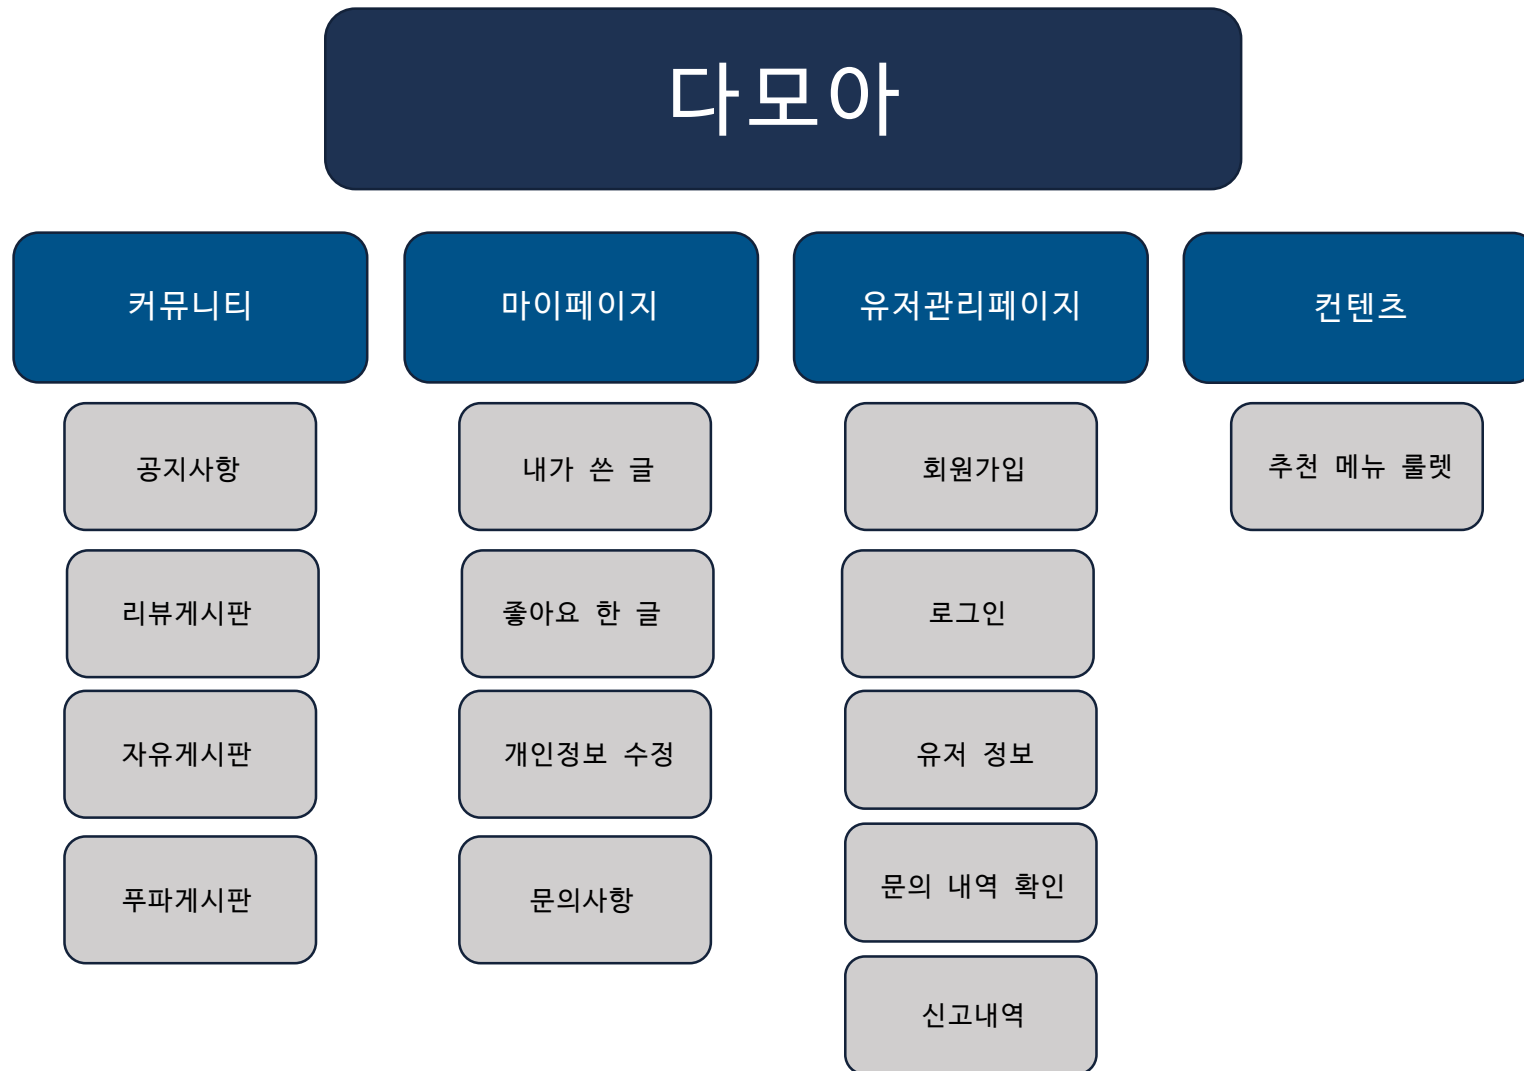 다모아
커뮤니티
마이페이지
유저관리페이지
컨텐츠
공지사항
내가 쓴 글
회원가입
추천 메뉴 룰렛
리뷰게시판
좋아요 한 글
로그인
자유게시판
개인정보 수정
유저 정보
푸파게시판
문의사항
문의 내역 확인
신고내역